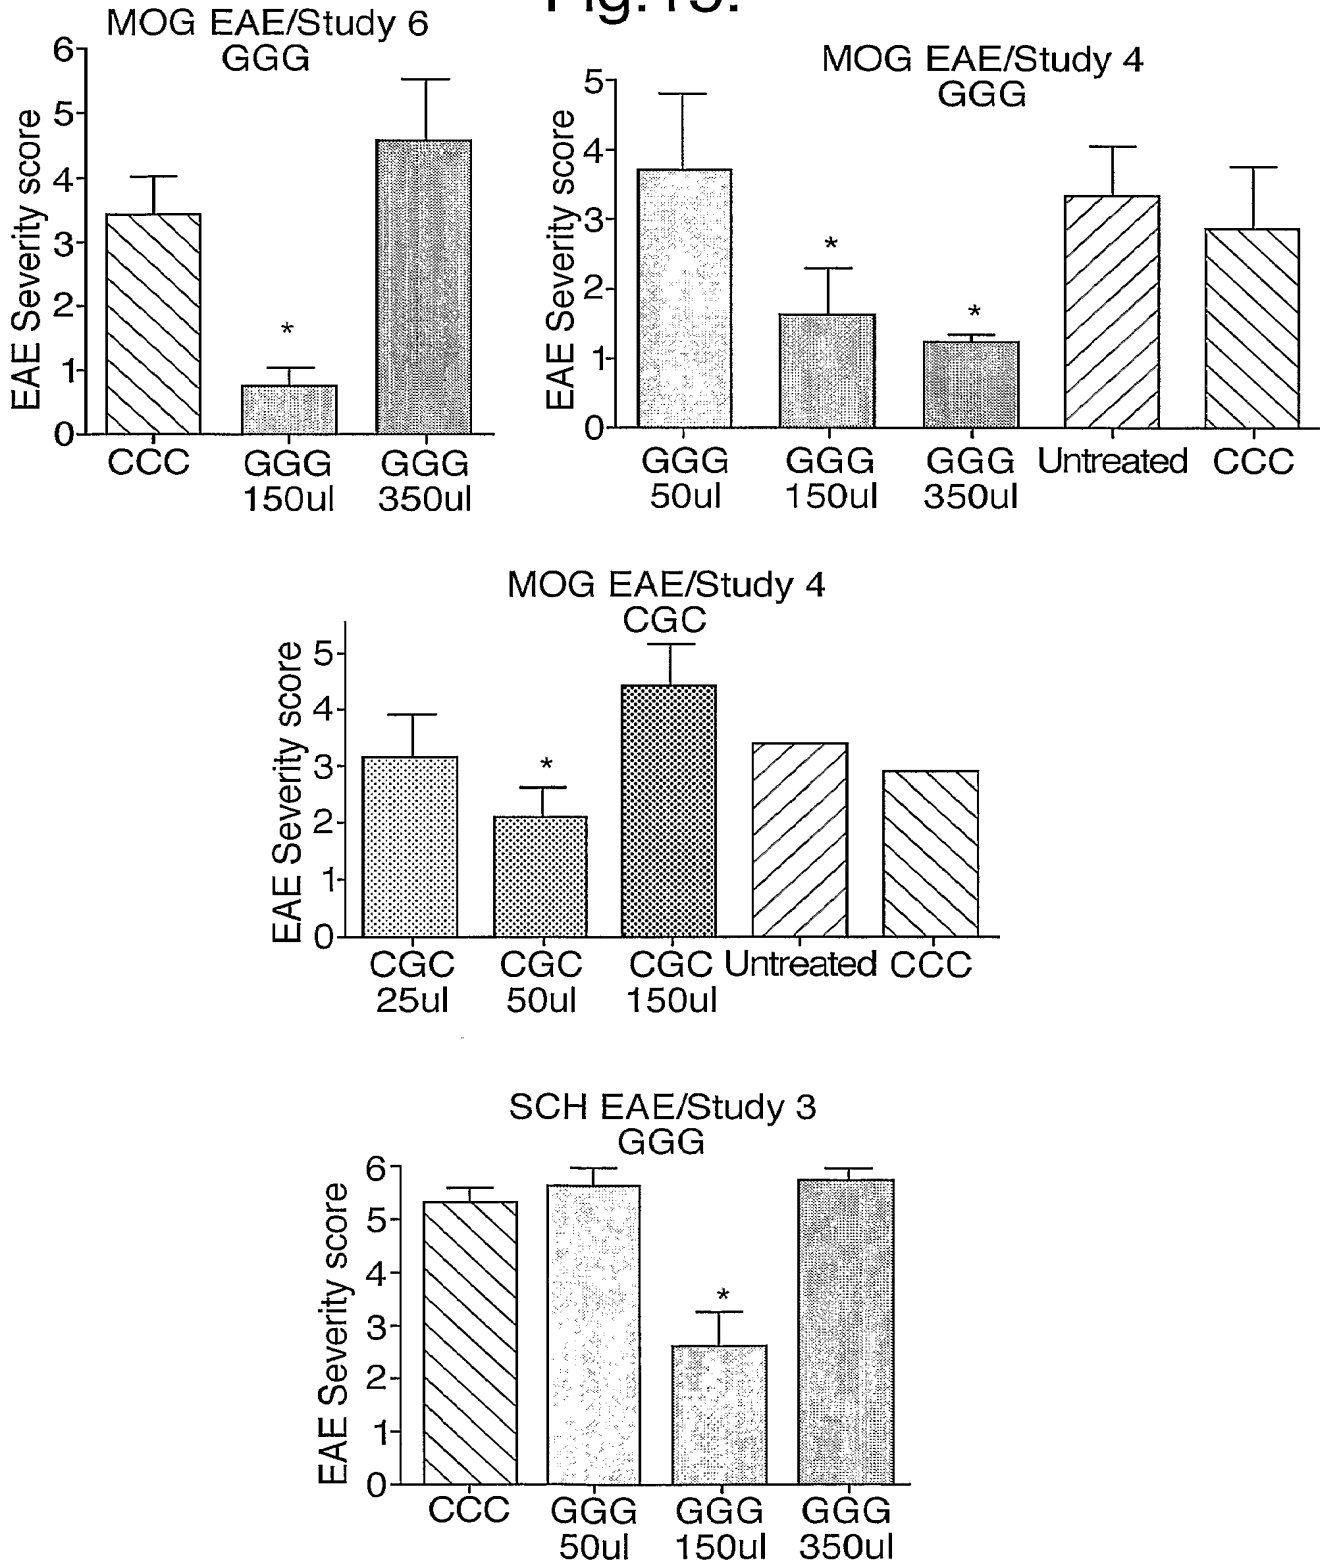 MOG EAE/Study 6
GGG
EAE Severity score
6
5
4
3
2
1
0
*
CCC
GGG
150ul
GGG
350ul
MOG EAE/Study 4
GGG
EAE Severity score
5
4
3
2
1
0
*
*
GGG
50ul
GGG
150ul
GGG
350ul
Untreated
CCC
MOG EAE/Study 4
CGC
EAE Severity score
5
4
3
2
1
0
*
CGC
25ul
CGC
50ul
CGC
150ul
Untreated
CCC
SCH EAE/Study 3
GGG
EAE Severity score
6
5
4
3
2
1
0
*
CCC
GGG
50ul
GGG
150ul
GGG
350ul